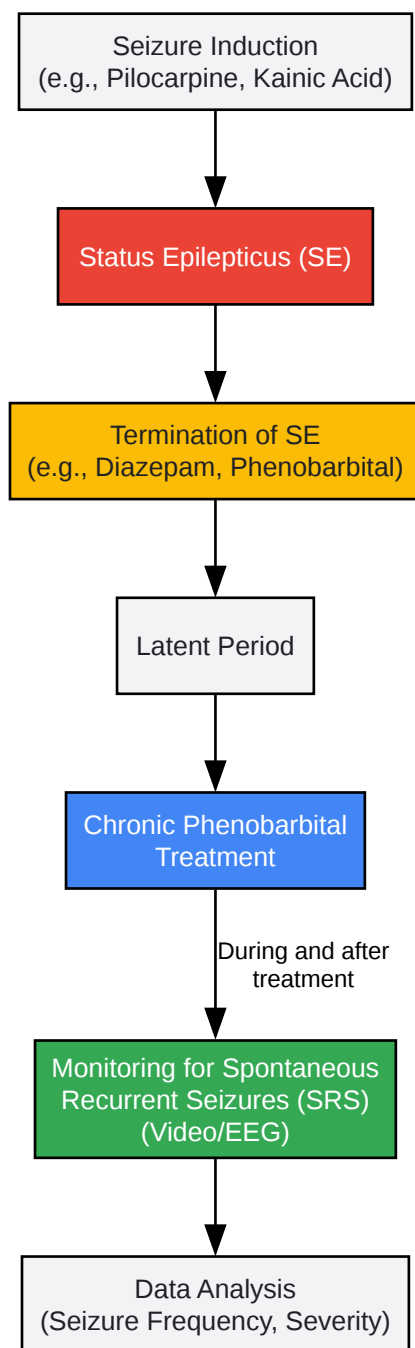 Seizure Induction
(e.g., Pilocarpine, Kainic Acid)
Status Epilepticus (SE)
Termination of SE
(e.g., Diazepam, Phenobarbital)
Latent Period
Chronic Phenobarbital
Treatment
During and after
treatment
Monitoring for Spontaneous
Recurrent Seizures (SRS)
(Video/EEG)
Data Analysis
(Seizure Frequency, Severity)